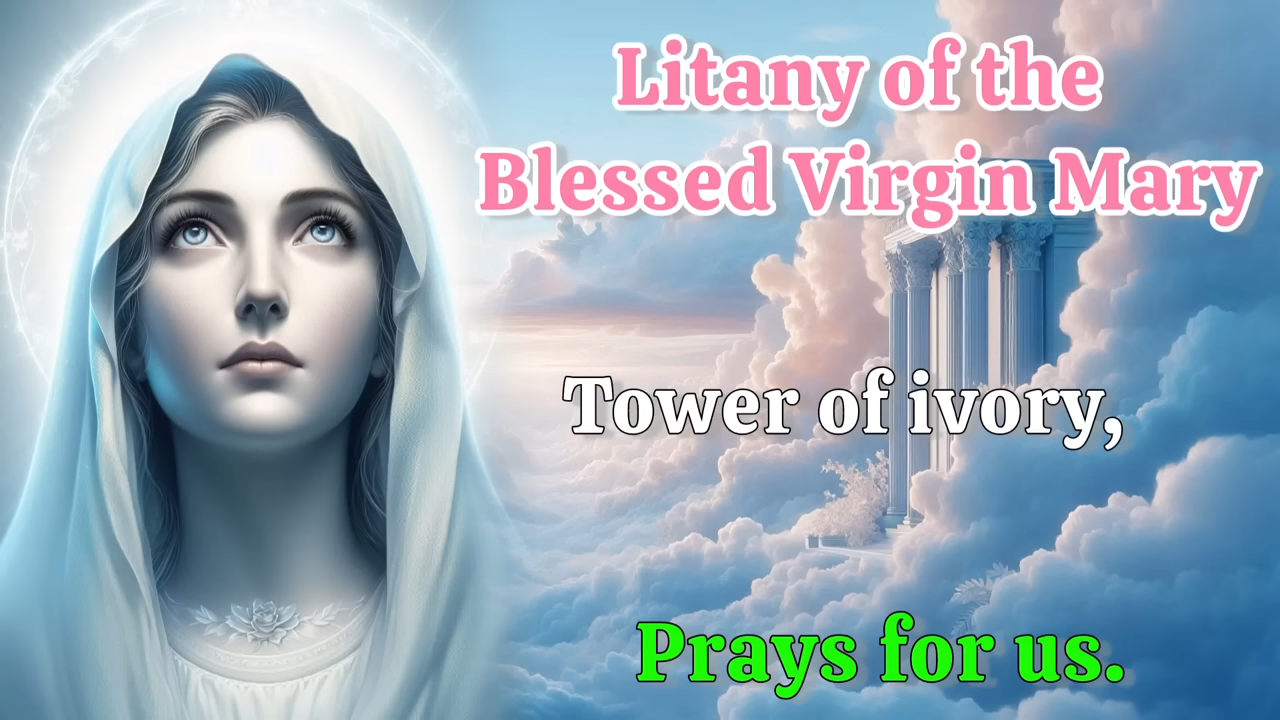 Litany of the
Blessed Virgin Mary
Tower of ivory,
Prays for us.